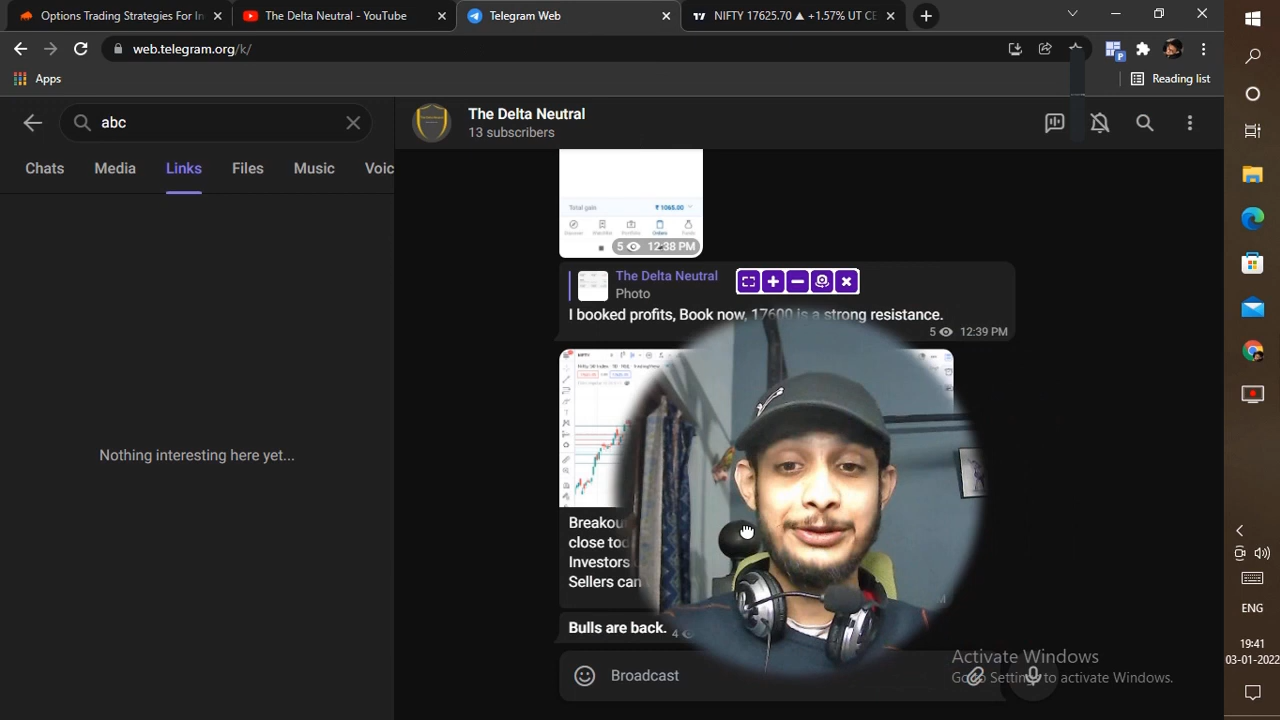 Options Trading Strategies For In
The Delta Neutral - YouTube
Telegram Web
NIFTY 17625.70 ▲ +1.57% UT CE
web.telegram.org/k/
Apps
Reading list
abc
Chats
Media
Links
Files
Music
Voic
Nothing interesting here yet...
The Delta Neutral
13 subscribers
Total gain
₹ 1065.00
Orders
5 12:38 PM
The Delta Neutral
Photo
I booked profits, Book now, 17600 is a strong resistance.
5 12:39 PM
NIFTY
Breakou
close tod
Investors
Sellers can
Bulls are back.
4
Broadcast
Activate Windows
Go to Settings to activate Windows.
ENG
19:41
03-01-2022